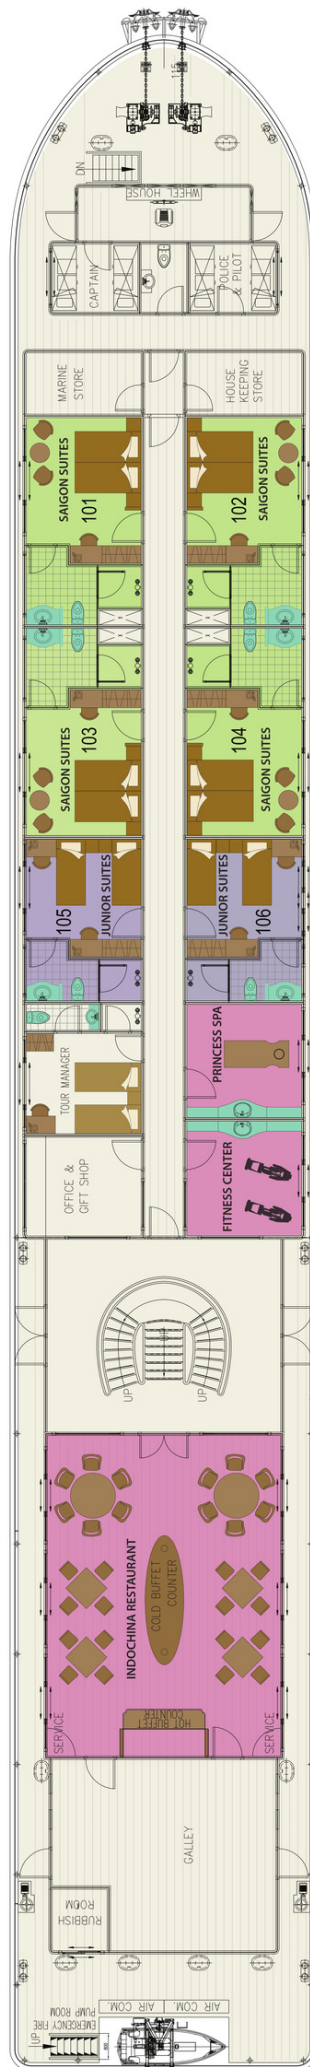 11.5
DN
WHEEL HOUSE
CAPTAIN
POLICE
& PILOT
MARINE
STORE
HOUSE
KEEPING
STORE
SAIGON SUITES
101
102
SAIGON SUITES
SAIGON SUITES
103
104
SAIGON SUITES
105
JUNIOR SUITES
JUNIOR SUITES
106
TOUR MANAGER
PRINCESS SPA
OFFICE &
GIFT SHOP
FITNESS CENTER
UP
UP
UP
INDOCHINA RESTAURANT
COLD BUFFET
COUNTER
HOT BUFFET
COUNTER
SERVICE
SERVICE
GALLEY
RUBBISH
ROOM
EMERGENCY FIRE
PUMP ROOM
UP
AIR COM.
AIR COM.